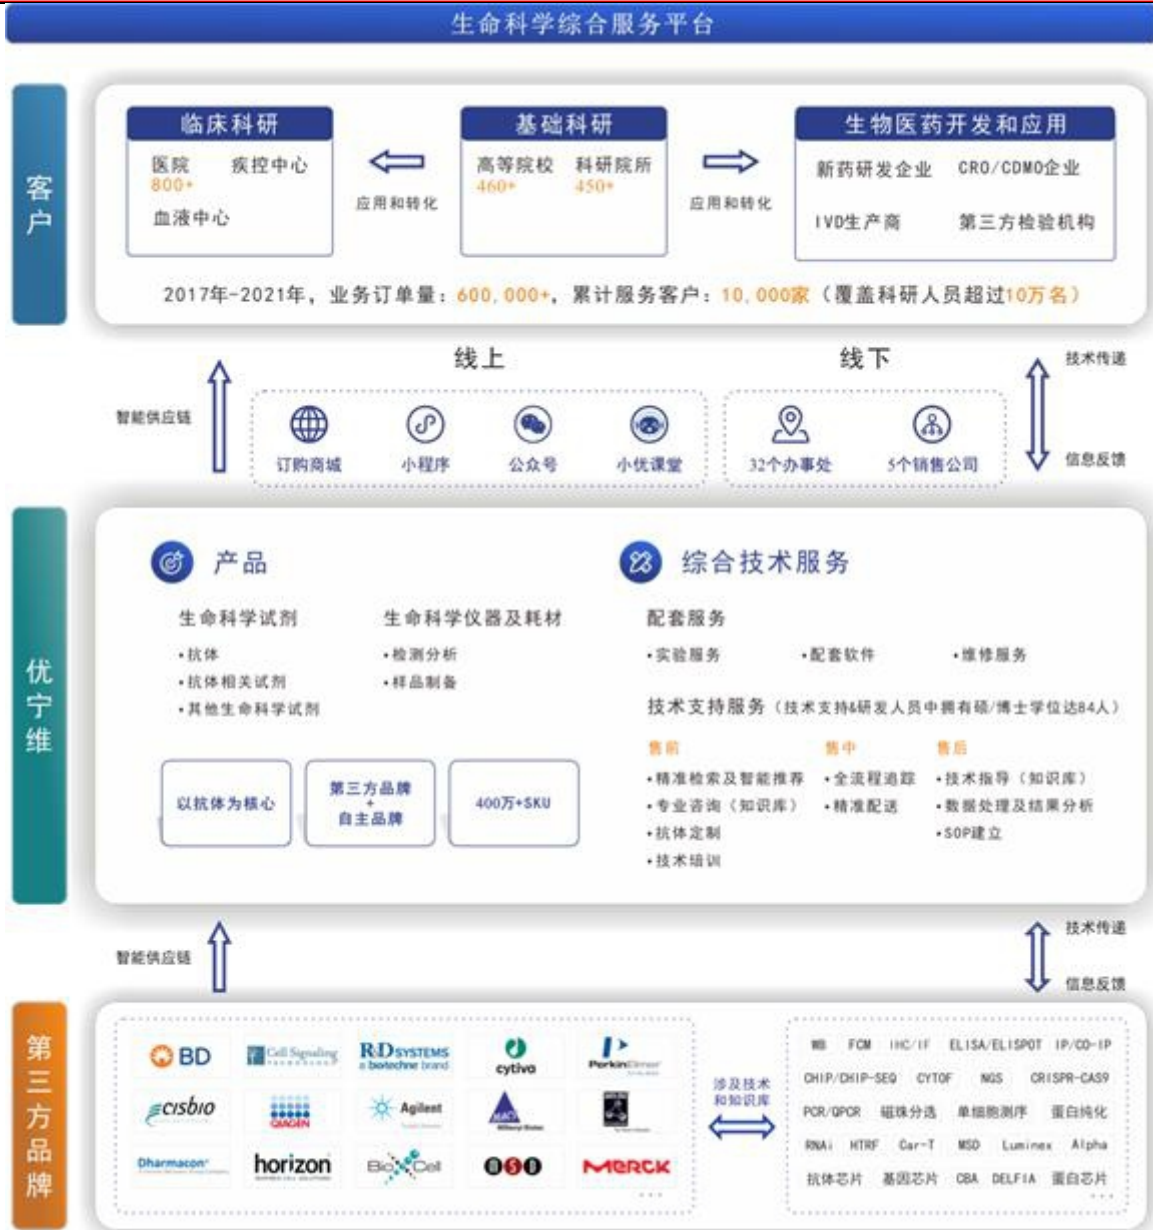 生命科学综合服务平台
客户
临床科研
基础科研
生物医药开发和应用
医院 疾控中心
800+
血液中心
应用和转化
高等院校 科研院所
460+ 450+
应用和转化
新药研发企业 CRO/CDMO企业
IVD生产商 第三方检验机构
2017年-2021年，业务订单量：600,000+，累计服务客户：10,000家（覆盖科研人员超过10万名）
智能供应链
线上
订购商城 小程序 公众号 小优课堂
线下
32个办事处 5个销售公司
技术传递
信息反馈
优宁维
产品
生命科学试剂
•抗体
•抗体相关试剂
•其他生命科学试剂
生命科学仪器及耗材
•检测分析
•样品制备
以抗体为核心
第三方品牌
+
自主品牌
400万+SKU
综合技术服务
配套服务
•实验服务 •配套软件 •维修服务
技术支持服务（技术支持&研发人员中拥有硕/博士学位达84人）
售前
•精准检索及智能推荐
•专业咨询（知识库）
•抗体定制
•技术培训
售中
•全流程追踪
•精准配送
售后
•技术指导（知识库）
•数据处理及结果分析
•SOP建立
智能供应链
技术传递
信息反馈
第三方品牌
BD
Cell Signaling
R&D SYSTEMS
a biotechne brand
cytiva
PerkinElmer
cisbio
QIAGEN
Agilent
MACS
Miltenyi Biotec
Dharmacon
horizon
BioXCell
MSD
MERCK
...
涉及技术
和知识库
WB FCM IHC/IF ELISA/ELISPOT IP/CO-IP
CHIP/CHIP-SEQ CYTOF NGS CRISPR-CAS9
PCR/QPCR 磁珠分选 单细胞测序 蛋白纯化
RNAi HTRF Car-T MSD Luminex Alpha
抗体芯片 基因芯片 CBA DELFIA 蛋白芯片
...